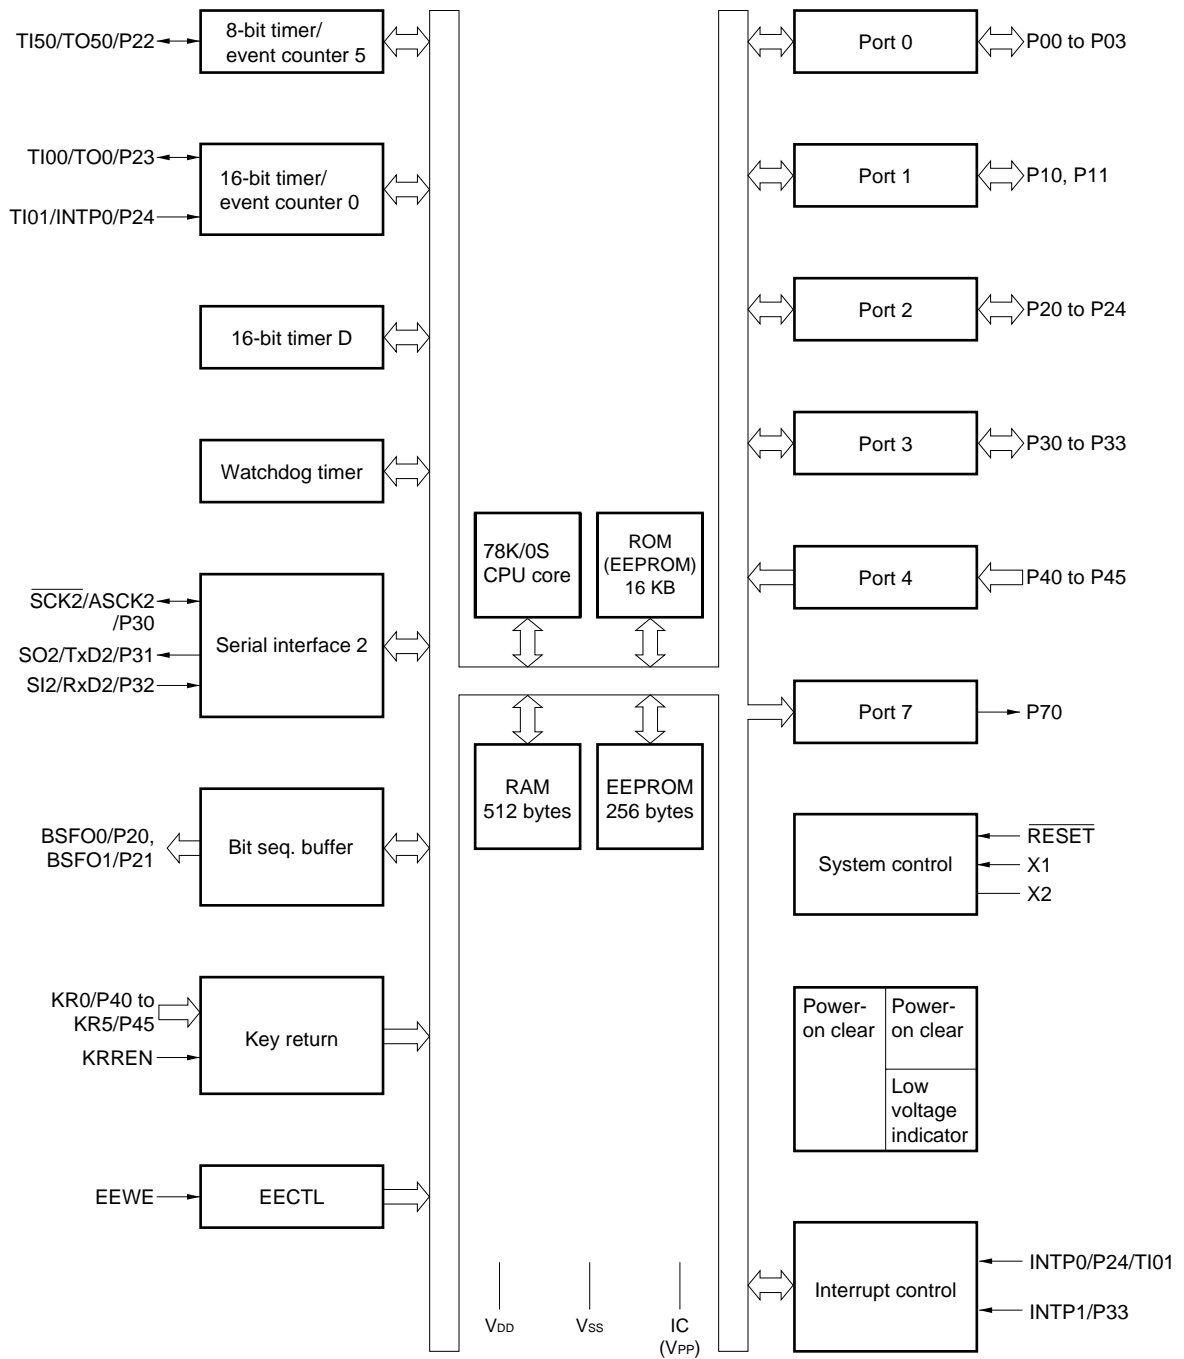 TI50/TO50/P22
8-bit timer/
event counter 5
TI00/TO0/P23
TI01/INTP0/P24
16-bit timer/
event counter 0
16-bit timer D
Watchdog timer
SCK2/ASCK2
/P30
SO2/TxD2/P31
SI2/RxD2/P32
Serial interface 2
BSFO0/P20,
BSFO1/P21
Bit seq. buffer
KR0/P40 to
KR5/P45
KRREN
Key return
EEWE
EECTL
78K/0S
CPU core
ROM
(EEPROM)
16 KB
RAM
512 bytes
EEPROM
256 bytes
VDD
VSS
IC
(VPP)
Port 0
P00 to P03
Port 1
P10, P11
Port 2
P20 to P24
Port 3
P30 to P33
Port 4
P40 to P45
Port 7
P70
System control
RESET
X1
X2
Power-
on clear
Power-
on clear
Low
voltage
indicator
Interrupt control
INTP0/P24/TI01
INTP1/P33